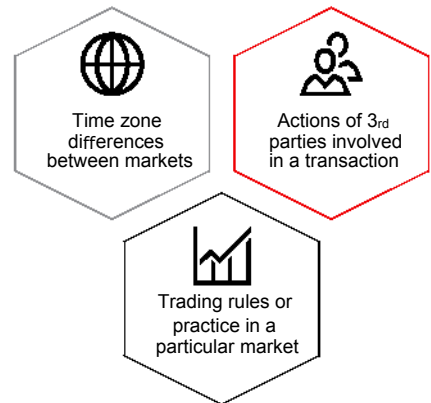 Time zone
differences
between markets
Actions of 3rd
parties involved
in a transaction
Trading rules or
practice in a
particular market